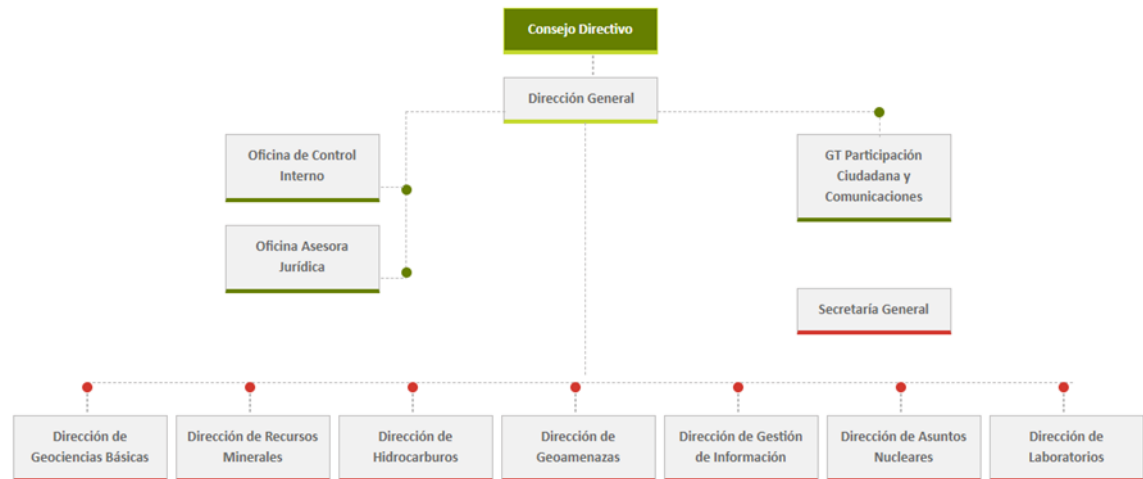 Consejo Directivo
Dirección General
Oficina de Control
Interno
GT Participación
Ciudadana y
Comunicaciones
Oficina Asesora
Jurídica
Secretaría General
Dirección de
Geociencias Básicas
Dirección de Recursos
Minerales
Dirección de
Hidrocarburos
Dirección de
Geoamenazas
Dirección de Gestión
de Información
Dirección de Asuntos
Nucleares
Dirección de
Laboratorios